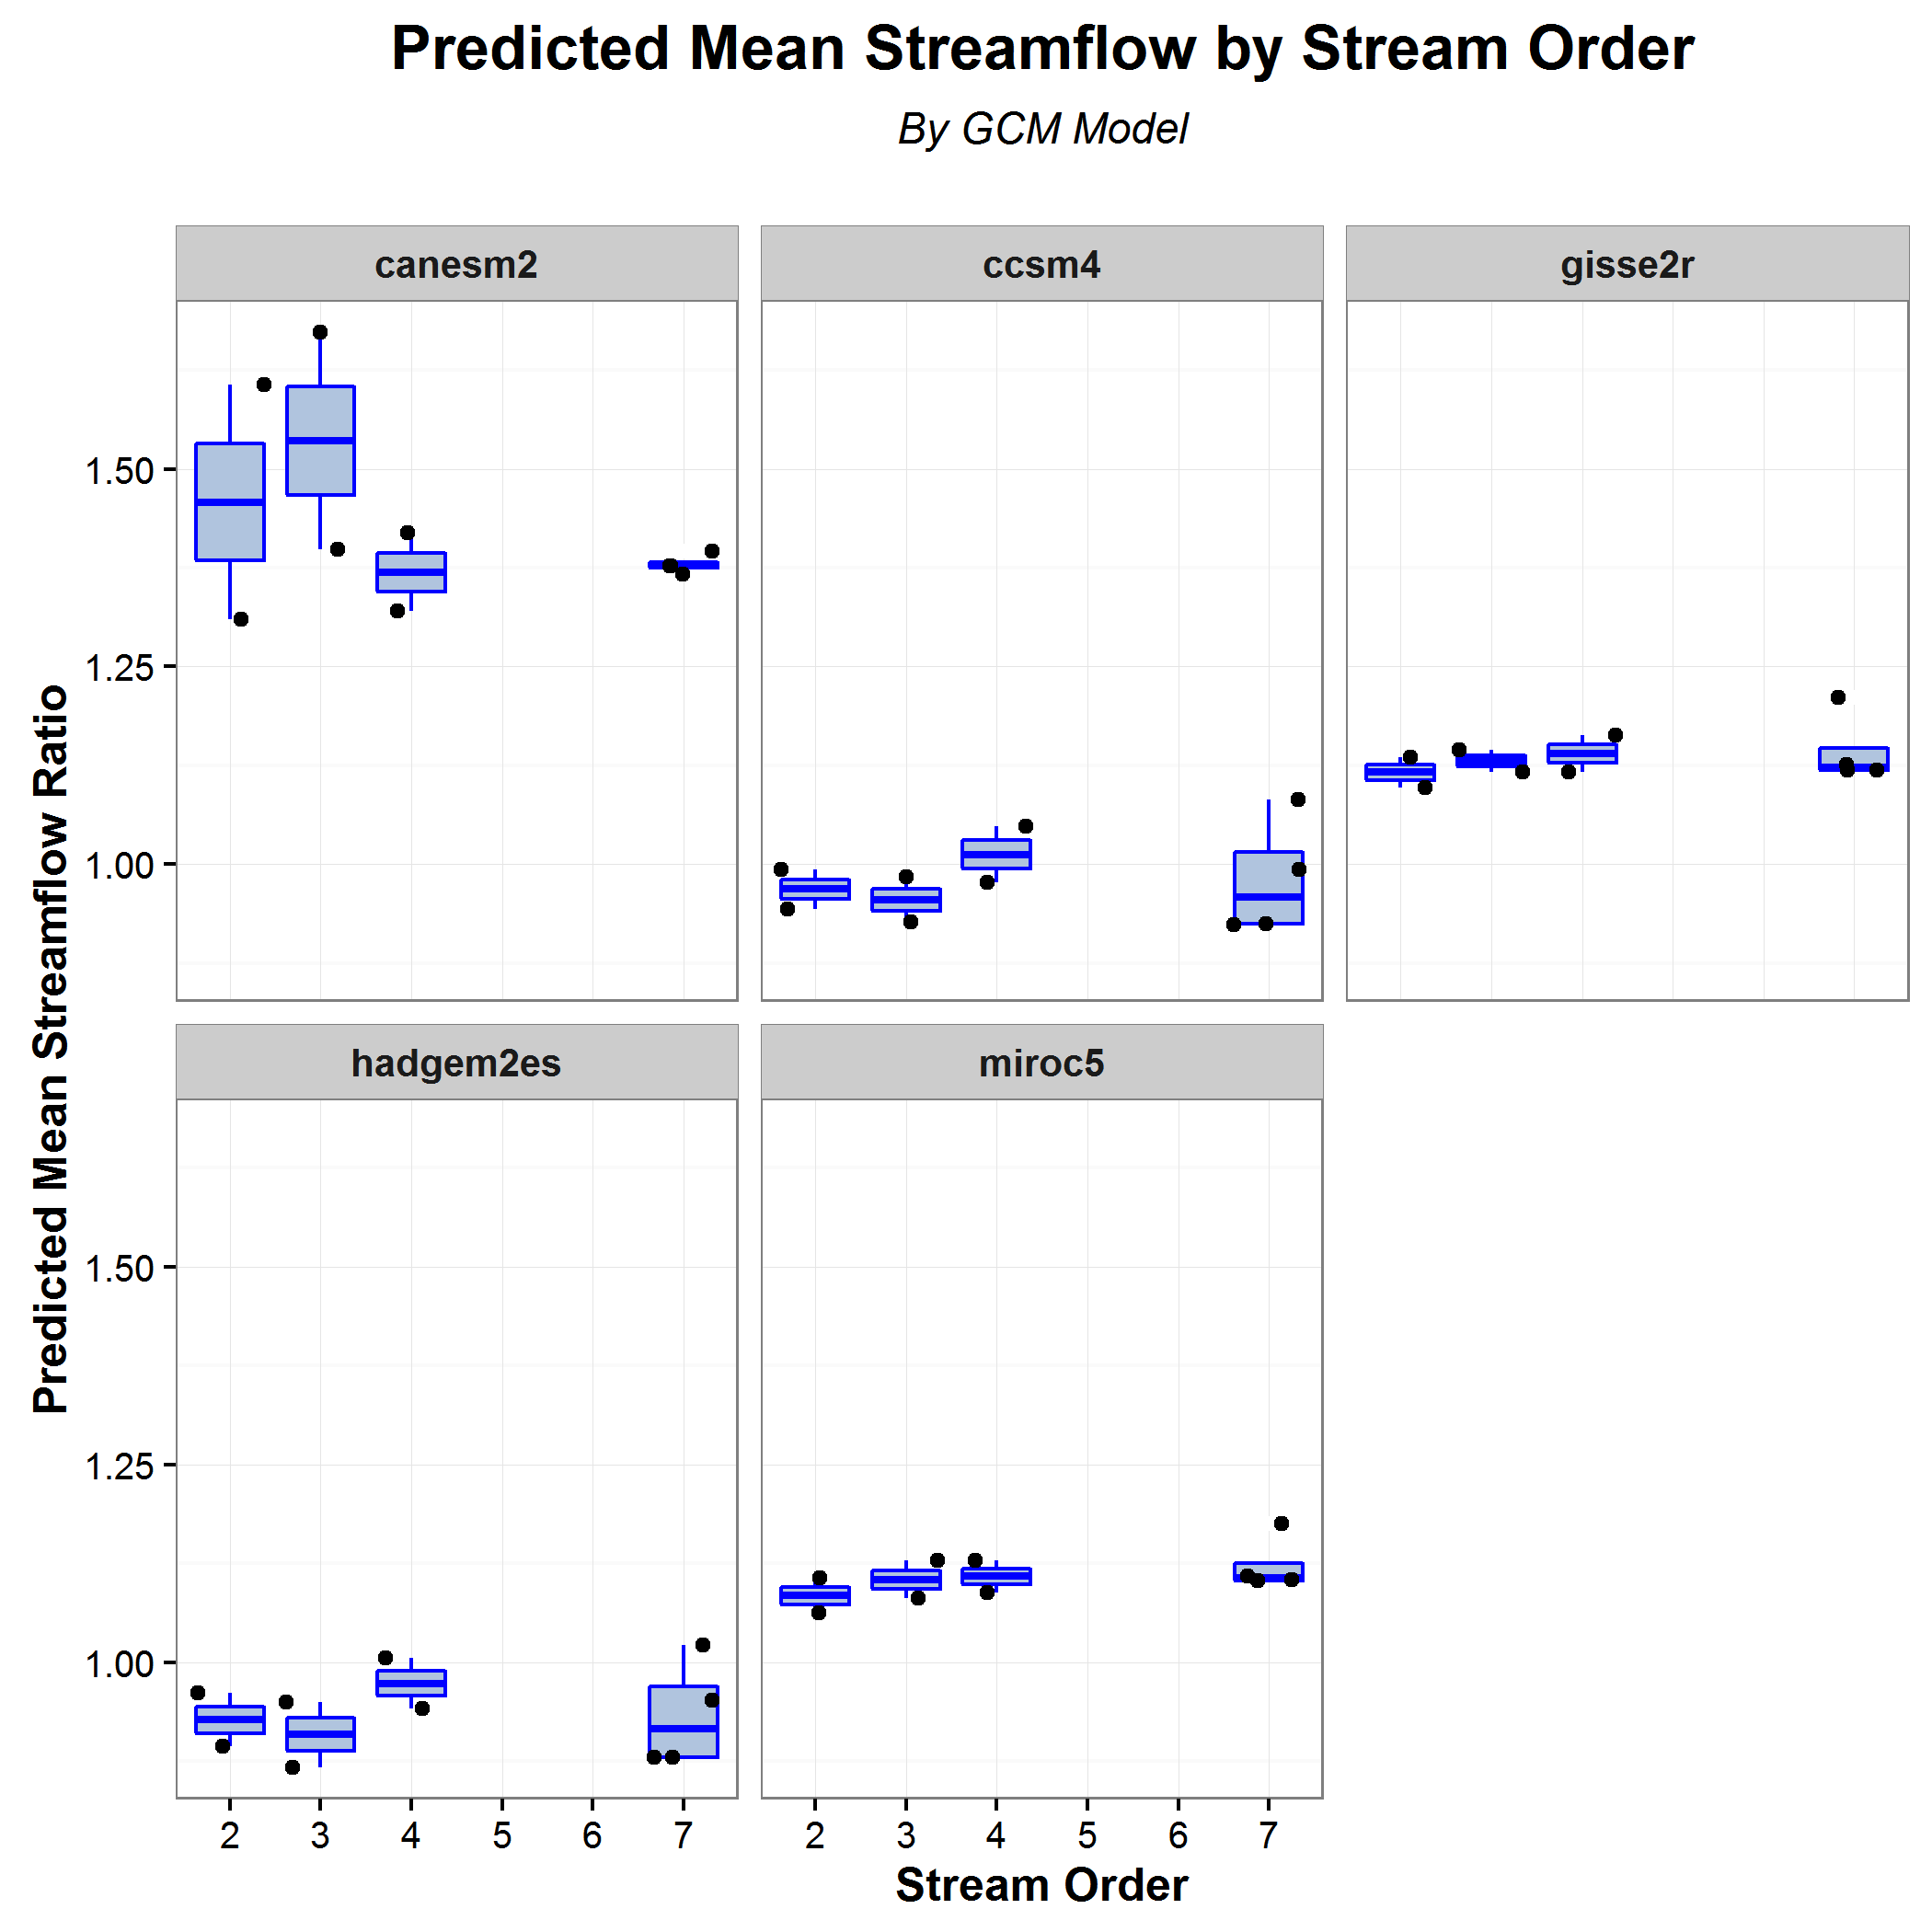 Predicted Mean Streamflow by Stream Order
By GCM Model
canesm2
ccsm4
gisse2r
1.50
1.25
1.00
Predicted Mean Streamflow Ratio
hadgem2es
miroc5
1.50
1.25
1.00
2 3 4 5 6 7
2 3 4 5 6 7
Stream Order